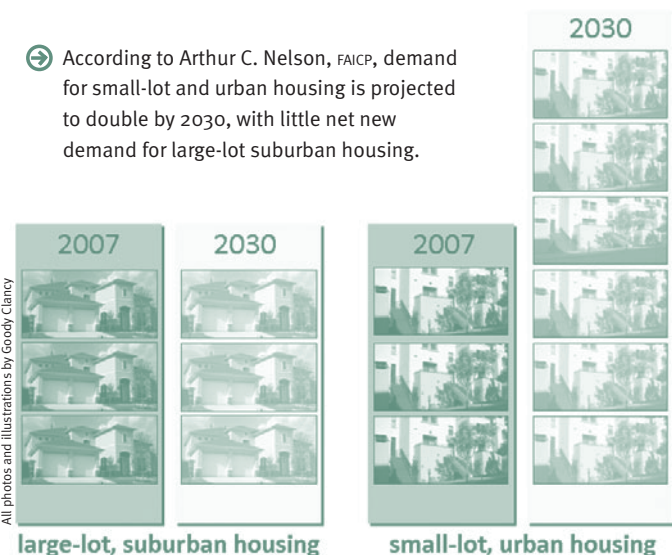 According to Arthur C. Nelson, FAICP, demand
for small-lot and urban housing is projected
to double by 2030, with little net new
demand for large-lot suburban housing.
2007
2030
2007
2030
large-lot, suburban housing
small-lot, urban housing
All photos and illustrations by Goody Clancy